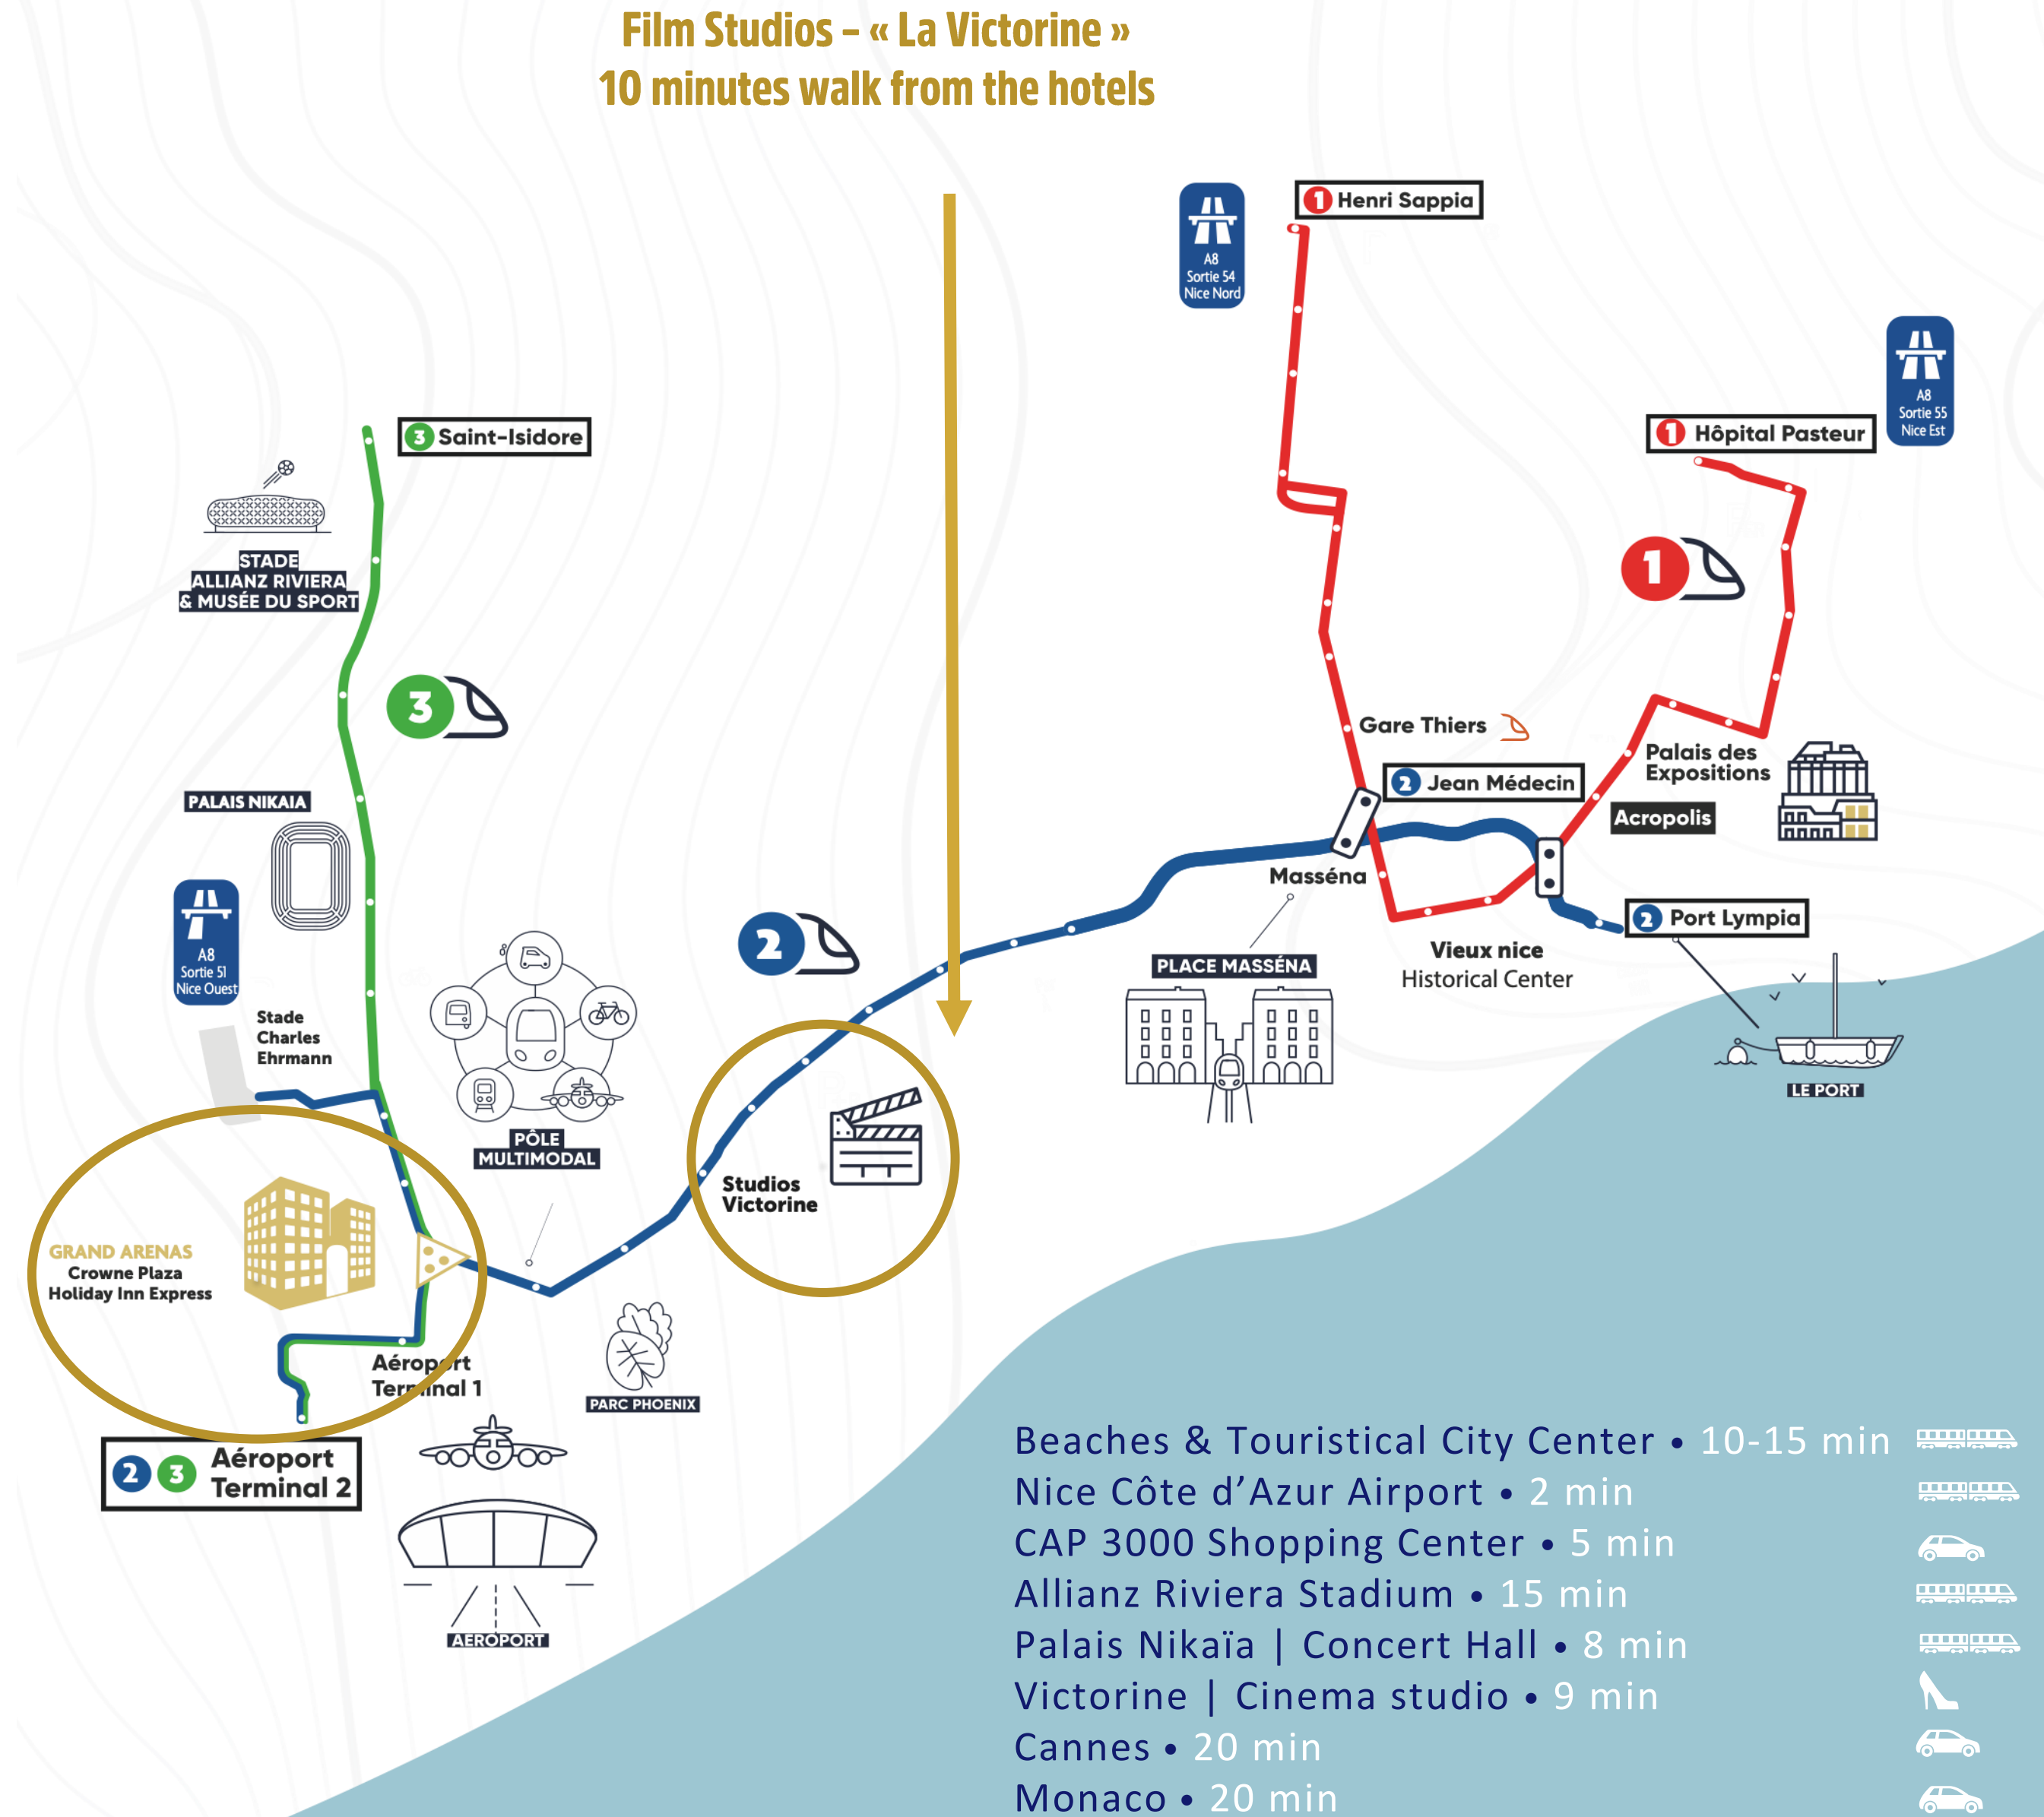 Film Studios – « La Victorine »
10 minutes walk from the hotels
1 Henri Sappia
A8
Sortie 54
Nice Nord
A8
Sortie 55
Nice Est
1 Hôpital Pasteur
3 Saint-Isidore
STADE
ALLIANZ RIVIERA
& MUSÉE DU SPORT
1
3
Gare Thiers
2 Jean Médecin
Palais des
Expositions
Acropolis
PALAIS NIKAIA
Masséna
A8
Sortie 51
Nice Ouest
2
2 Port Lympia
Vieux nice
Historical Center
PLACE MASSÉNA
Stade
Charles
Ehrmann
LE PORT
PÔLE
MULTIMODAL
Studios
Victorine
GRAND ARENAS
Crowne Plaza
Holiday Inn Express
Aéroport
Terminal 1
PARC PHOENIX
2 3 Aéroport
Terminal 2
AEROPORT
Beaches & Touristical City Center • 10-15 min
Nice Côte d’Azur Airport • 2 min
CAP 3000 Shopping Center • 5 min
Allianz Riviera Stadium • 15 min
Palais Nikaïa | Concert Hall • 8 min
Victorine | Cinema studio • 9 min
Cannes • 20 min
Monaco • 20 min